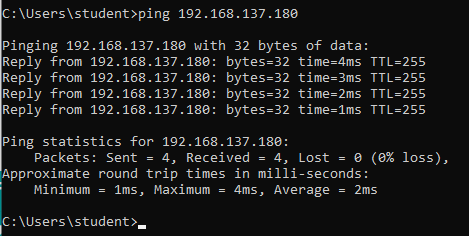 C:\Users\student>ping 192.168.137.180
Pinging 192.168.137.180 with 32 bytes of data:
Reply from 192.168.137.180: bytes=32 time=4ms TTL=255
Reply from 192.168.137.180: bytes=32 time=3ms TTL=255
Reply from 192.168.137.180: bytes=32 time=2ms TTL=255
Reply from 192.168.137.180: bytes=32 time=1ms TTL=255
Ping statistics for 192.168.137.180:
    Packets: Sent = 4, Received = 4, Lost = 0 (0% loss),
Approximate round trip times in milli-seconds:
    Minimum = 1ms, Maximum = 4ms, Average = 2ms
C:\Users\student>